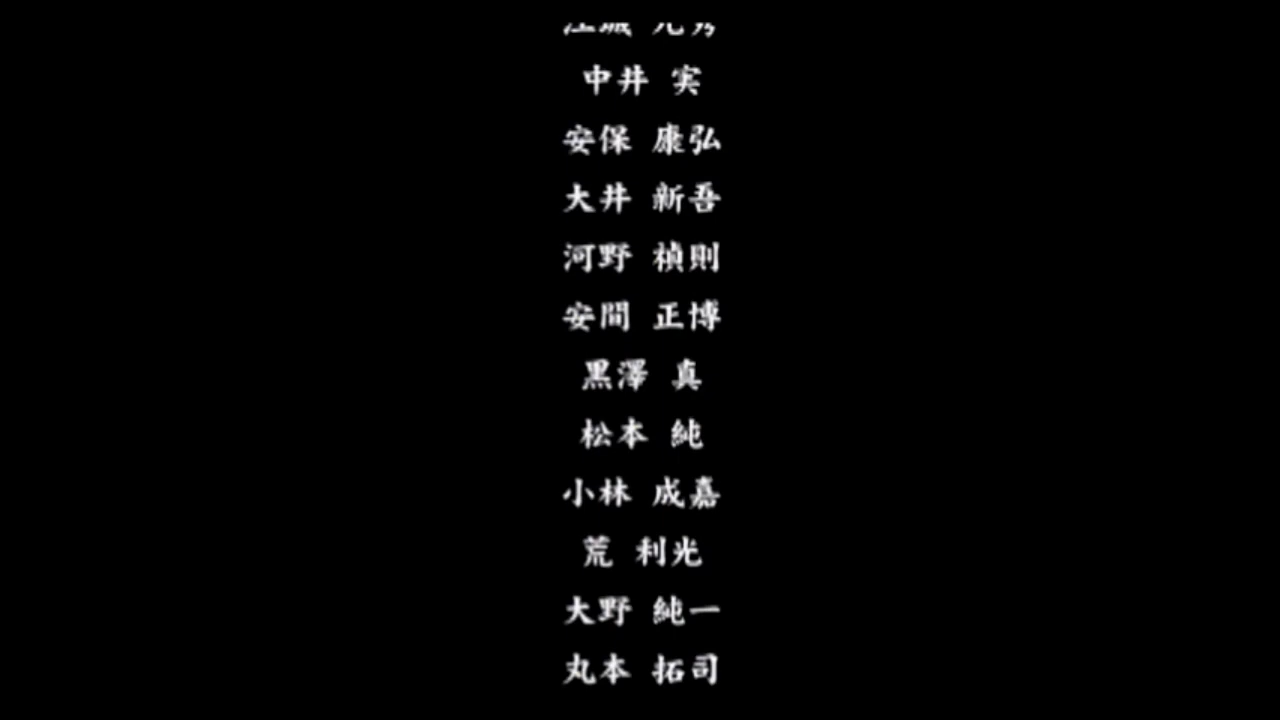 中井 実
安保 康弘
大井 新吾
河野 禎則
安間 正博
黒澤 真
松本 純
小林 成嘉
荒 利光
大野 純一
丸本 拓司